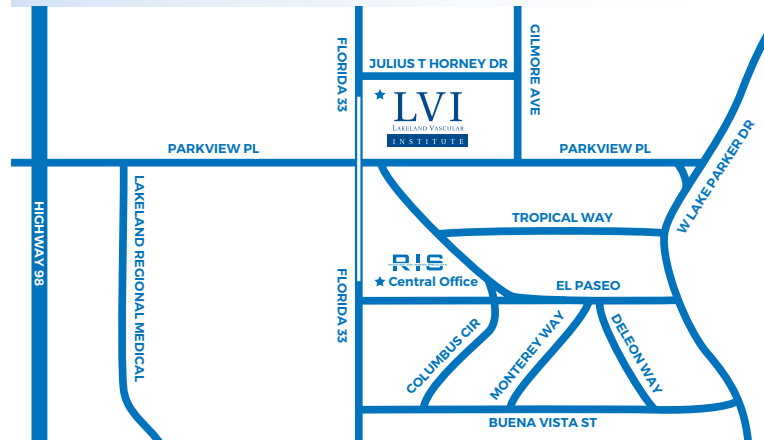 FLORIDA 33
JULIUS T HORNEY DR
GILMORE AVE
LVI
LAKELAND VASCULAR
INSTITUTE
PARKVIEW PL
PARKVIEW PL
W LAKE PARKER DR
HIGHWAY 98
LAKELAND REGIONAL MEDICAL
TROPICAL WAY
RIS
Central Office
FLORIDA 33
EL PASEO
COLUMBUS CIR
MONTEREY WAY
DELEON WAY
BUENA VISTA ST